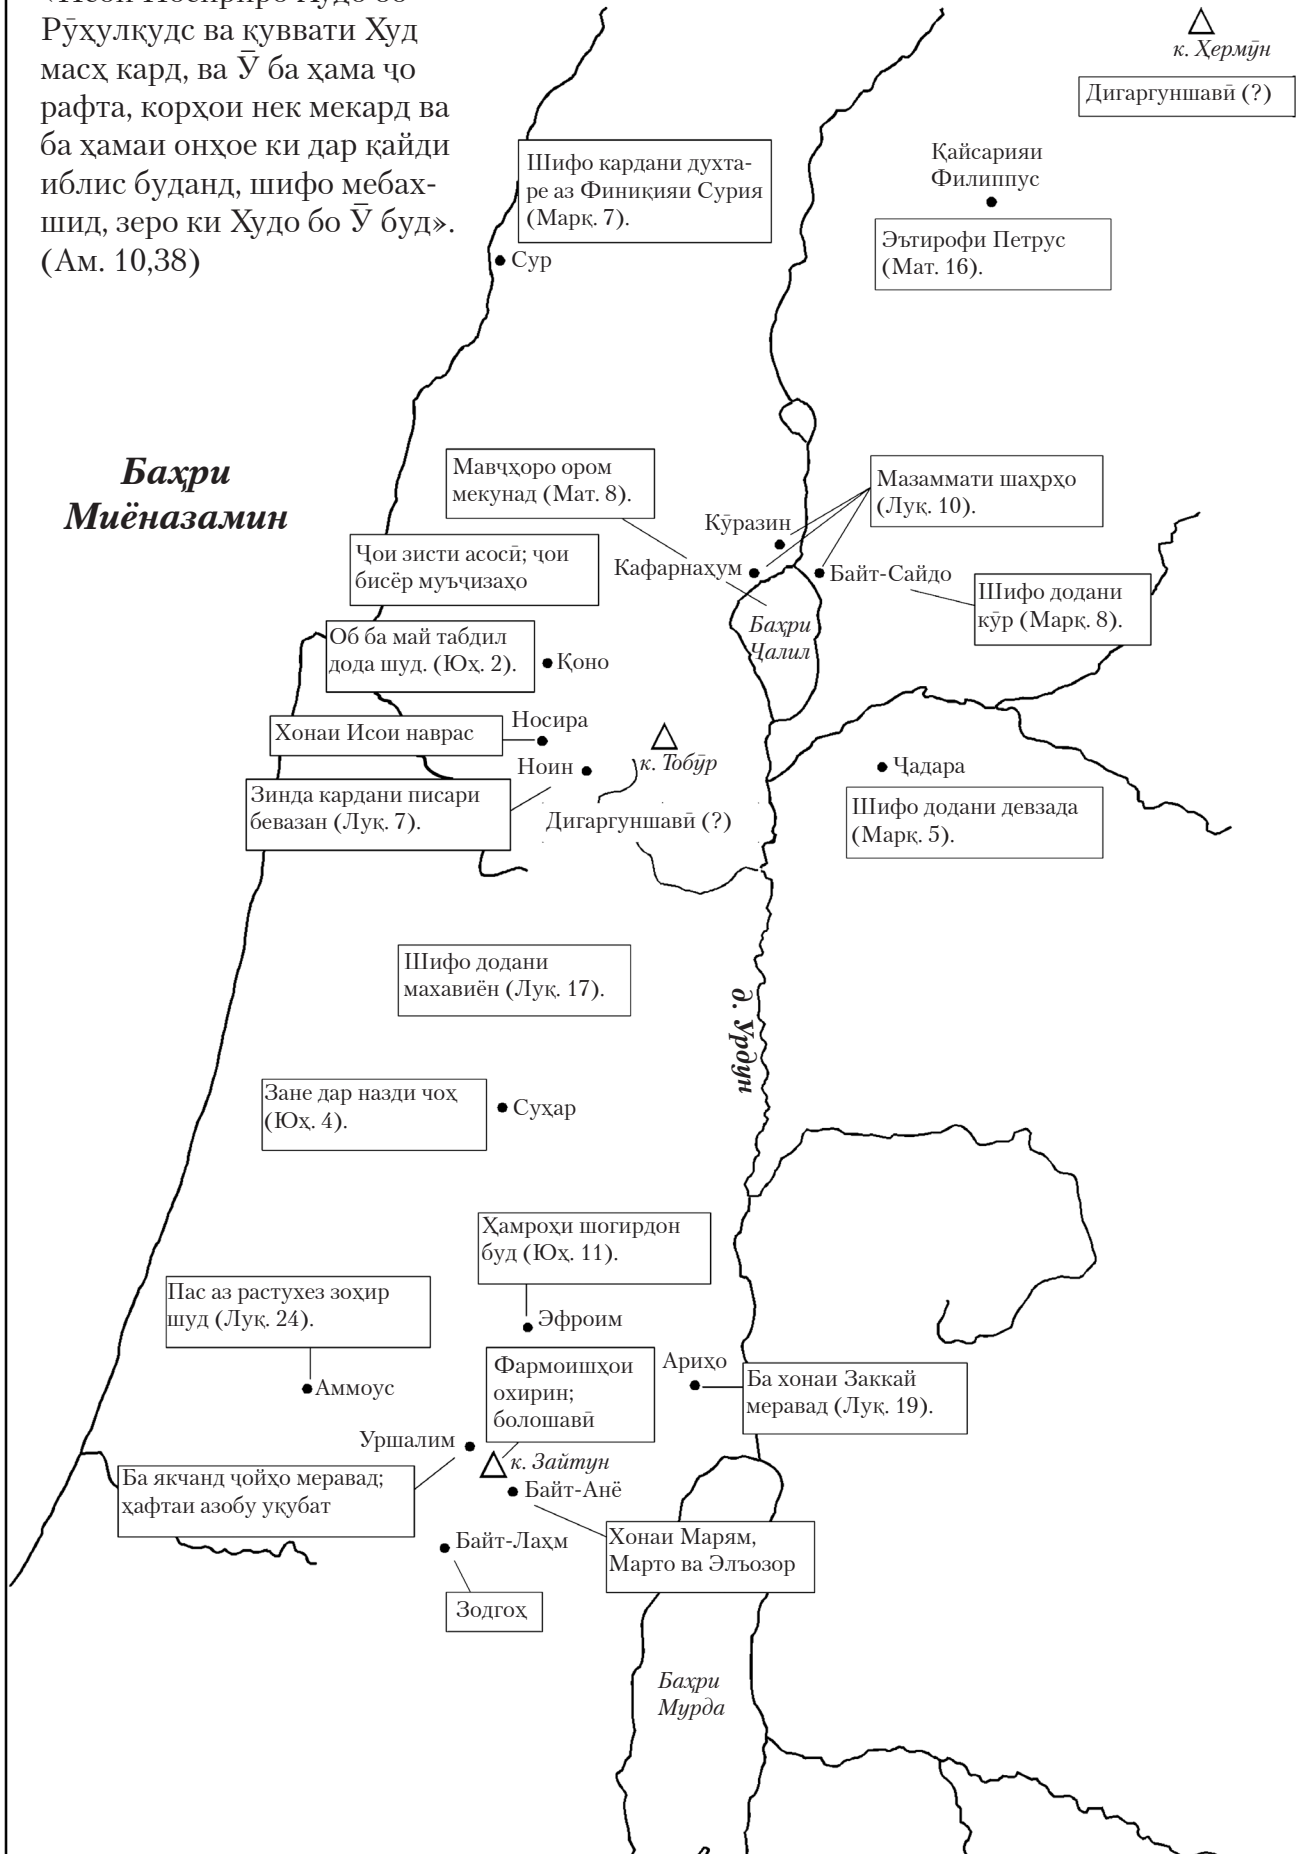 Рӯҳулқудс ва қуввати Худ
масҳ кард, ва Ӯ ба ҳама ҷо
рафта, корҳои нек мекард ва
ба ҳамаи онҳое ки дар қайди
иблис буданд, шифо мебах-
шид, зеро ки Худо бо Ӯ буд».
(Ам. 10,38)
к. Ҳермӯн
Дигаргуншавӣ (?)
Шифо кардани духта-
ре аз Финиқияи Сурия
(Марқ. 7).
Қайсарияи
Филиппус
Эътирофи Петрус
(Мат. 16).
Сур
Баҳри
Миёназамин
Мавҷҳоро ором
мекунад (Мат. 8).
Мазаммати шаҳрҳо
(Луқ. 10).
Кӯразин
Ҷои зисти асосӣ; ҷои
бисёр муъҷизаҳо
Кафарнаҳум
Байт-Сайдо
Шифо додани
кӯр (Марқ. 8).
Баҳри
Ҷалил
Об ба май табдил
дода шуд. (Юҳ. 2).
Қоно
Хонаи Исои наврас
Носира
Ноин
к. Тобӯр
Ҷадара
Зинда кардани писари
бевазан (Луқ. 7).
Дигаргуншавӣ (?)
Шифо додани девзада
(Марқ. 5).
Шифо додани
махавиён (Луқ. 17).
д. Урдун
Зане дар назди чоҳ
(Юҳ. 4).
Суҳар
Ҳамроҳи шогирдон
буд (Юҳ. 11).
Пас аз растухез зоҳир
шуд (Луқ. 24).
Эфроим
Фармоишҳои
охирин;
болошавӣ
Ариҳо
Ба хонаи Заккай
меравад (Луқ. 19).
Аммоус
Уршалим
к. Зайтун
Ба якчанд ҷойҳо меравад;
ҳафтаи азобу уқубат
Байт-Анё
Байт-Лаҳм
Хонаи Марям,
Марто ва Элъозор
Зодгоҳ
Баҳри
Мурда